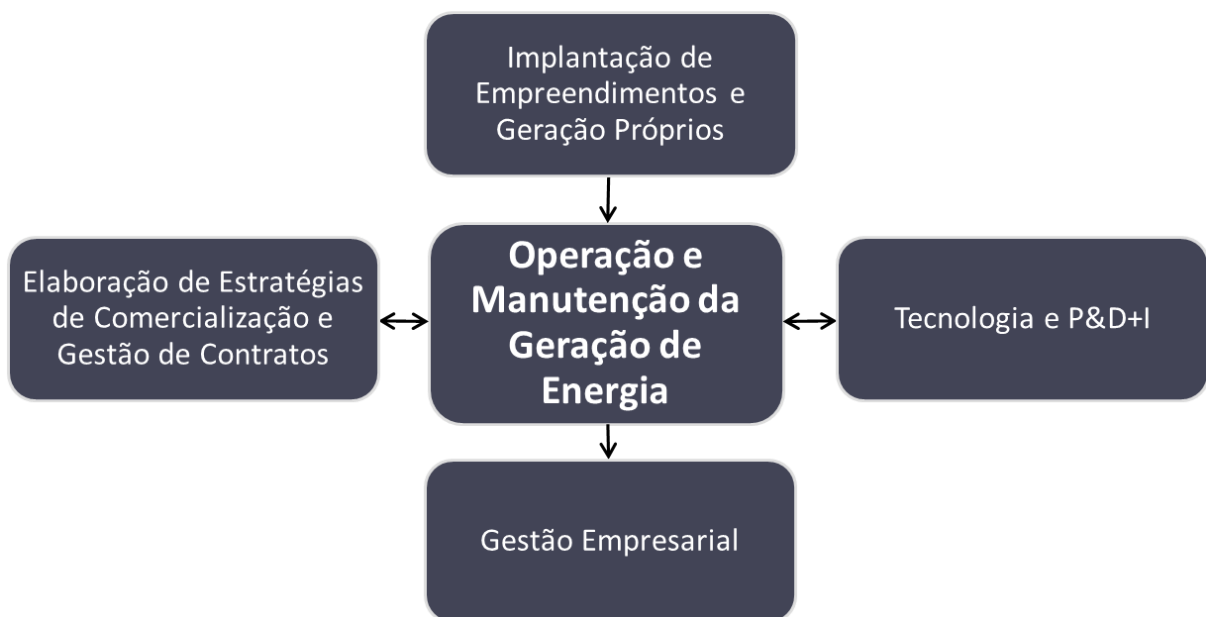 Implantação de
Empreendimentos e
Geração Próprios
Elaboração de Estratégias
de Comercialização e
Gestão de Contratos
Operação e
Manutenção da
Geração de
Energia
Tecnologia e P&D+I
Gestão Empresarial